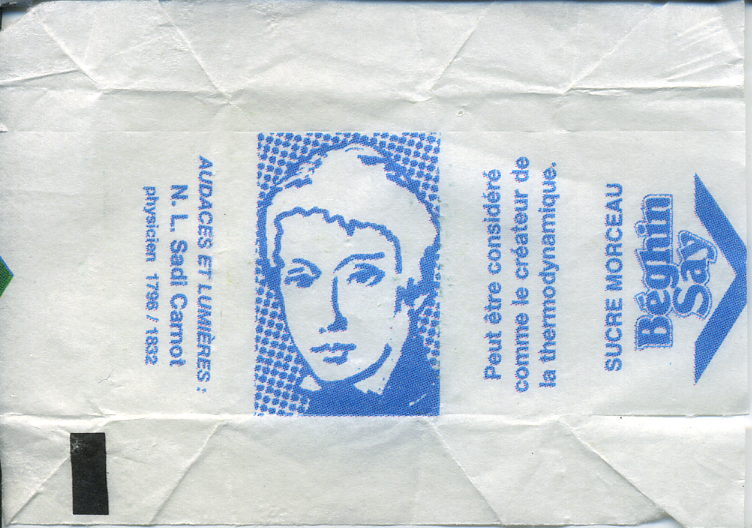 AUDACES ET LUMIÈRES :
N. L. Sadi Carnot
physicien 1796 / 1832
Peut être considéré
comme le créateur de
la thermodynamique.
SUCRE MORCEAU
Béghin
Say